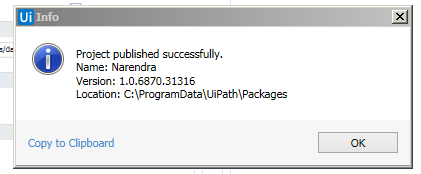 Ui Info
s/da
Project published successfully.
Name: Narendra
Version: 1.0.6870.31316
Location: C:\ProgramData\UiPath\Packages
Copy to Clipboard
OK